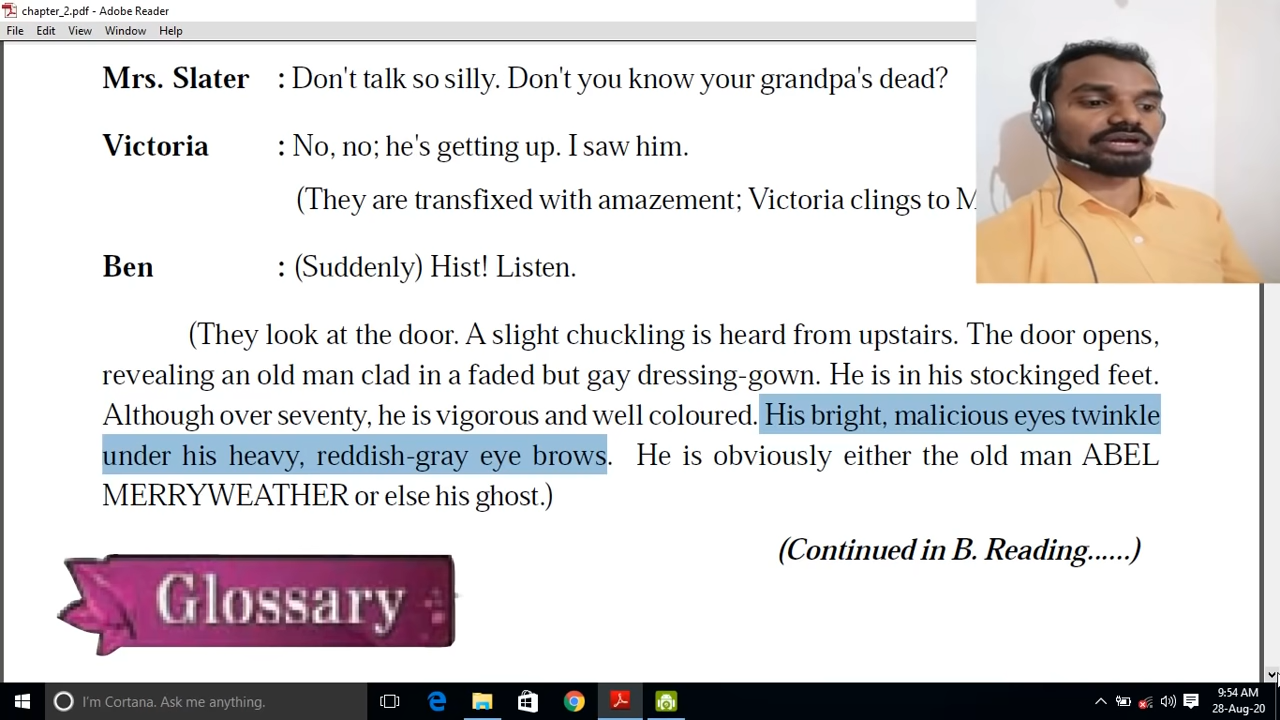 chapter_2.pdf - Adobe Reader
File Edit View Window Help
Mrs. Slater : Don't talk so silly. Don't you know your grandpa's dead?
Victoria : No, no; he's getting up. I saw him.
(They are transfixed with amazement; Victoria clings to
Ben : (Suddenly) Hist! Listen.
(They look at the door. A slight chuckling is heard from upstairs. The door opens,
revealing an old man clad in a faded but gay dressing-gown. He is in his stockinged feet.
Although over seventy, he is vigorous and well coloured. His bright, malicious eyes twinkle
under his heavy, reddish-gray eye brows. He is obviously either the old man ABEL
MERRYWEATHER or else his ghost.)
(Continued in B. Reading......)
Glossary
I'm Cortana. Ask me anything.
9:54 AM
28-Aug-20